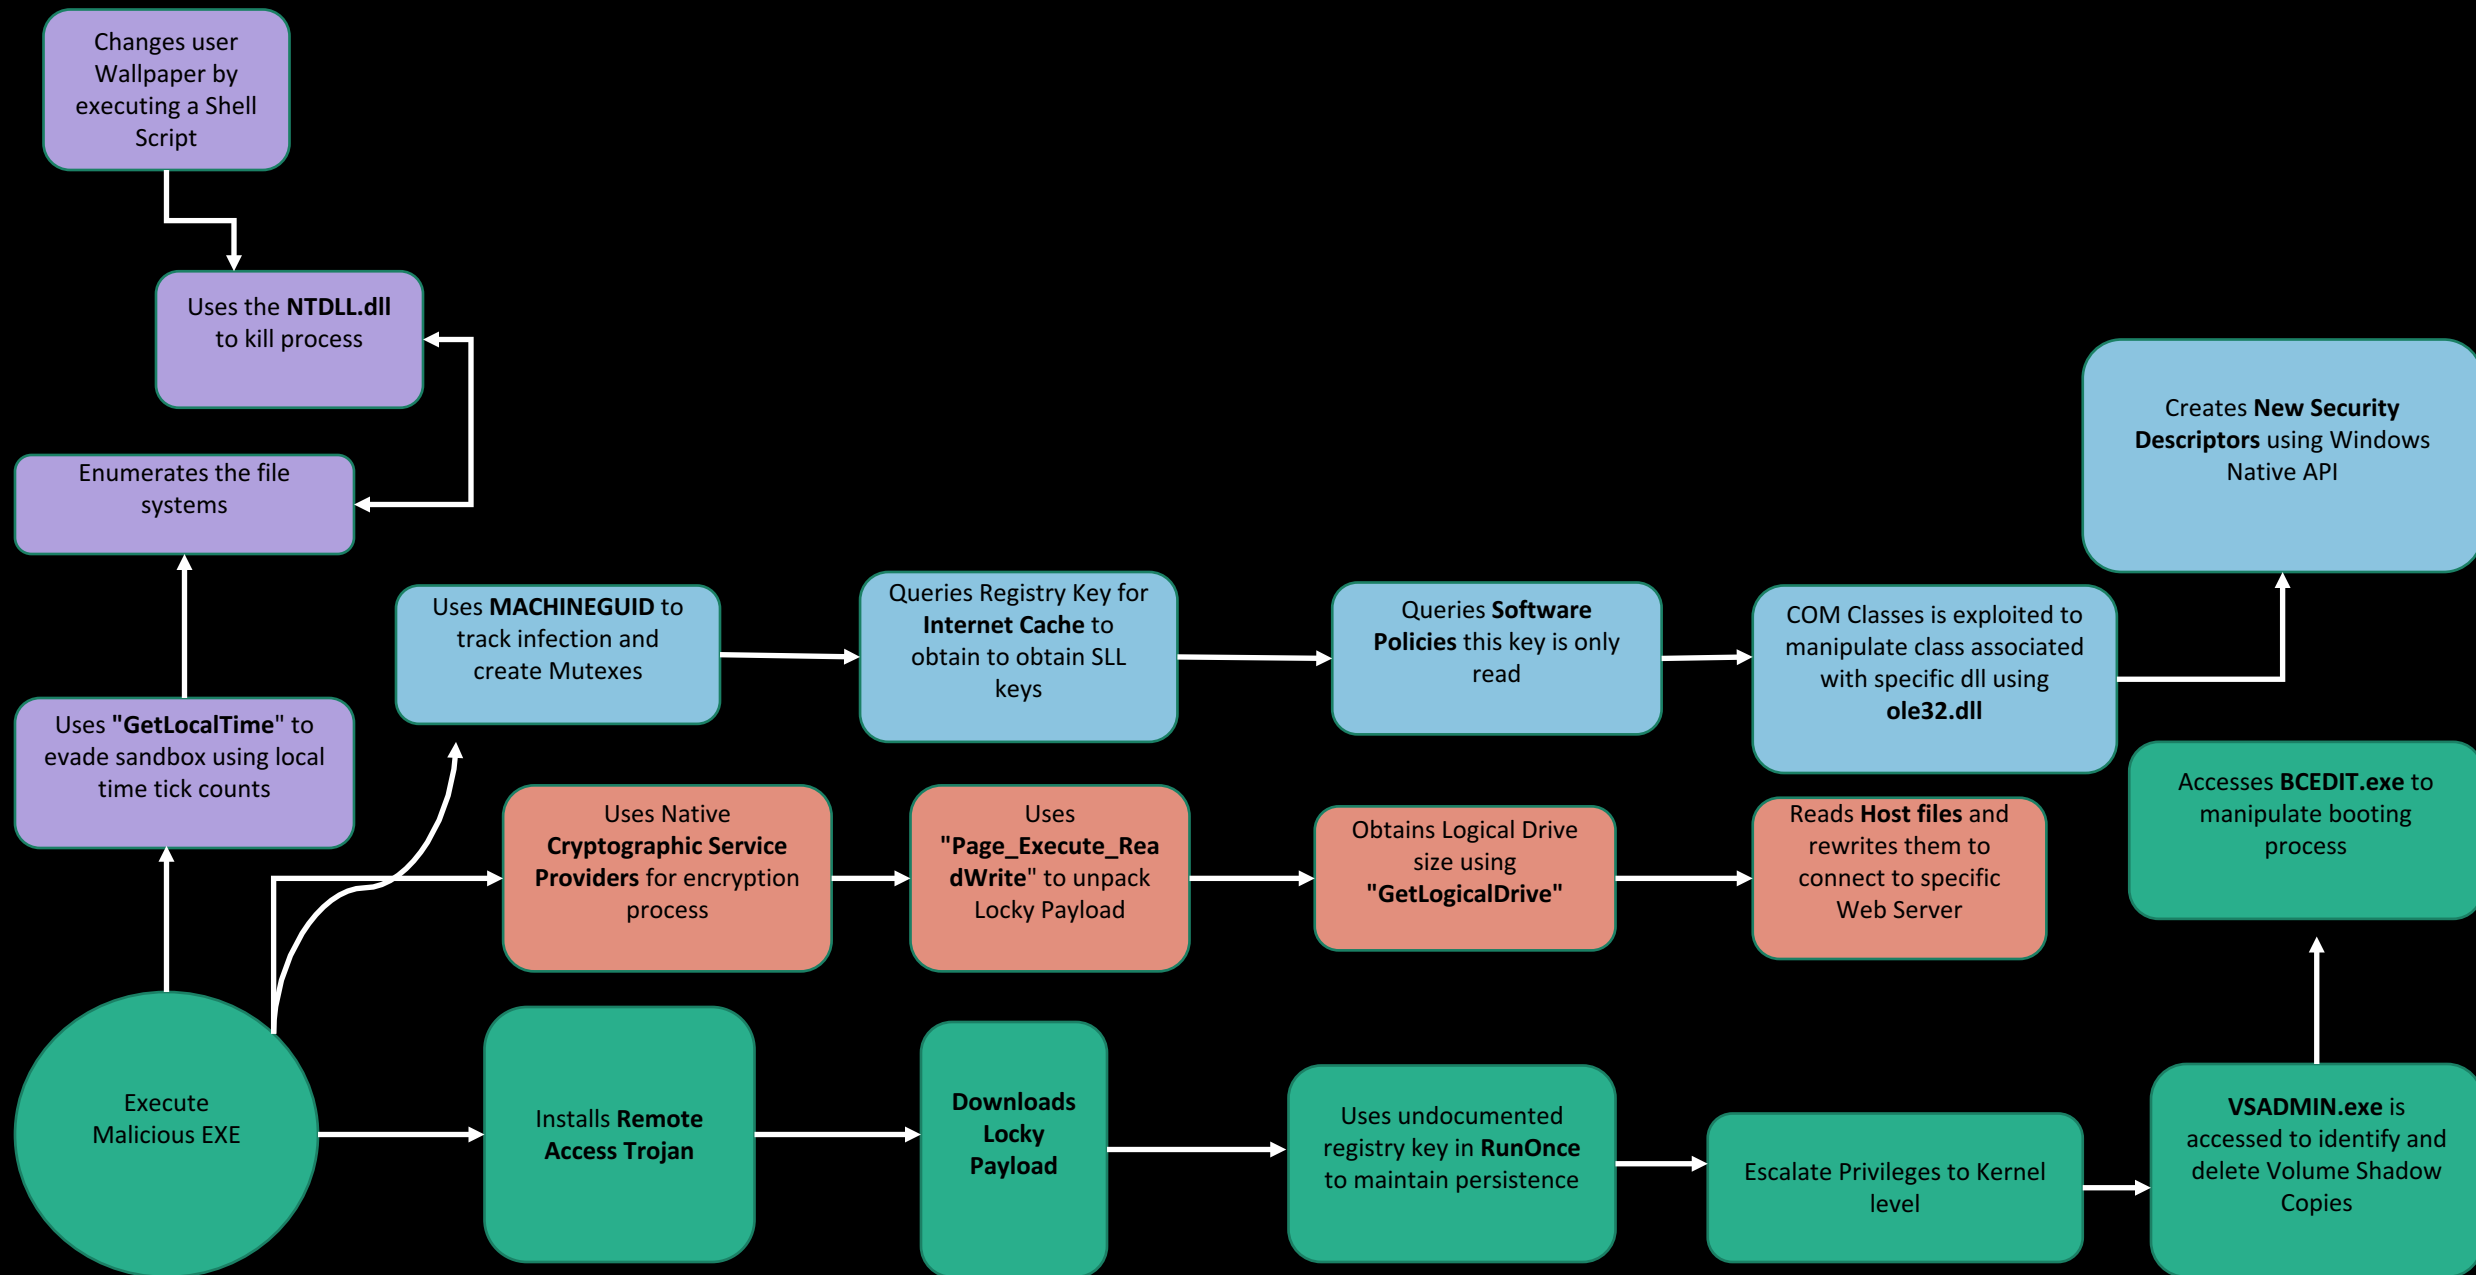 Changes user
Wallpaper by
executing a Shell
Script
Uses the NTDLL.dll
to kill process
Enumerates the file
systems
Uses "GetLocalTime" to
evade sandbox using local
time tick counts
Uses MACHINEGUID to
track infection and
create Mutexes
Queries Registry Key for
Internet Cache to
obtain to obtain SLL
keys
Queries Software
Policies this key is only
read
COM Classes is exploited to
manipulate class associated
with specific dll using
ole32.dll
Creates New Security
Descriptors using Windows
Native API
Uses Native
Cryptographic Service
Providers for encryption
process
Uses
"Page_Execute_Rea
dWrite" to unpack
Locky Payload
Obtains Logical Drive
size using
"GetLogicalDrive"
Reads Host files and
rewrites them to
connect to specific
Web Server
Accesses BCEDIT.exe to
manipulate booting
process
Execute
Malicious EXE
Installs Remote
Access Trojan
Downloads
Locky
Payload
Uses undocumented
registry key in RunOnce
to maintain persistence
Escalate Privileges to Kernel
level
VSADMIN.exe is
accessed to identify and
delete Volume Shadow
Copies